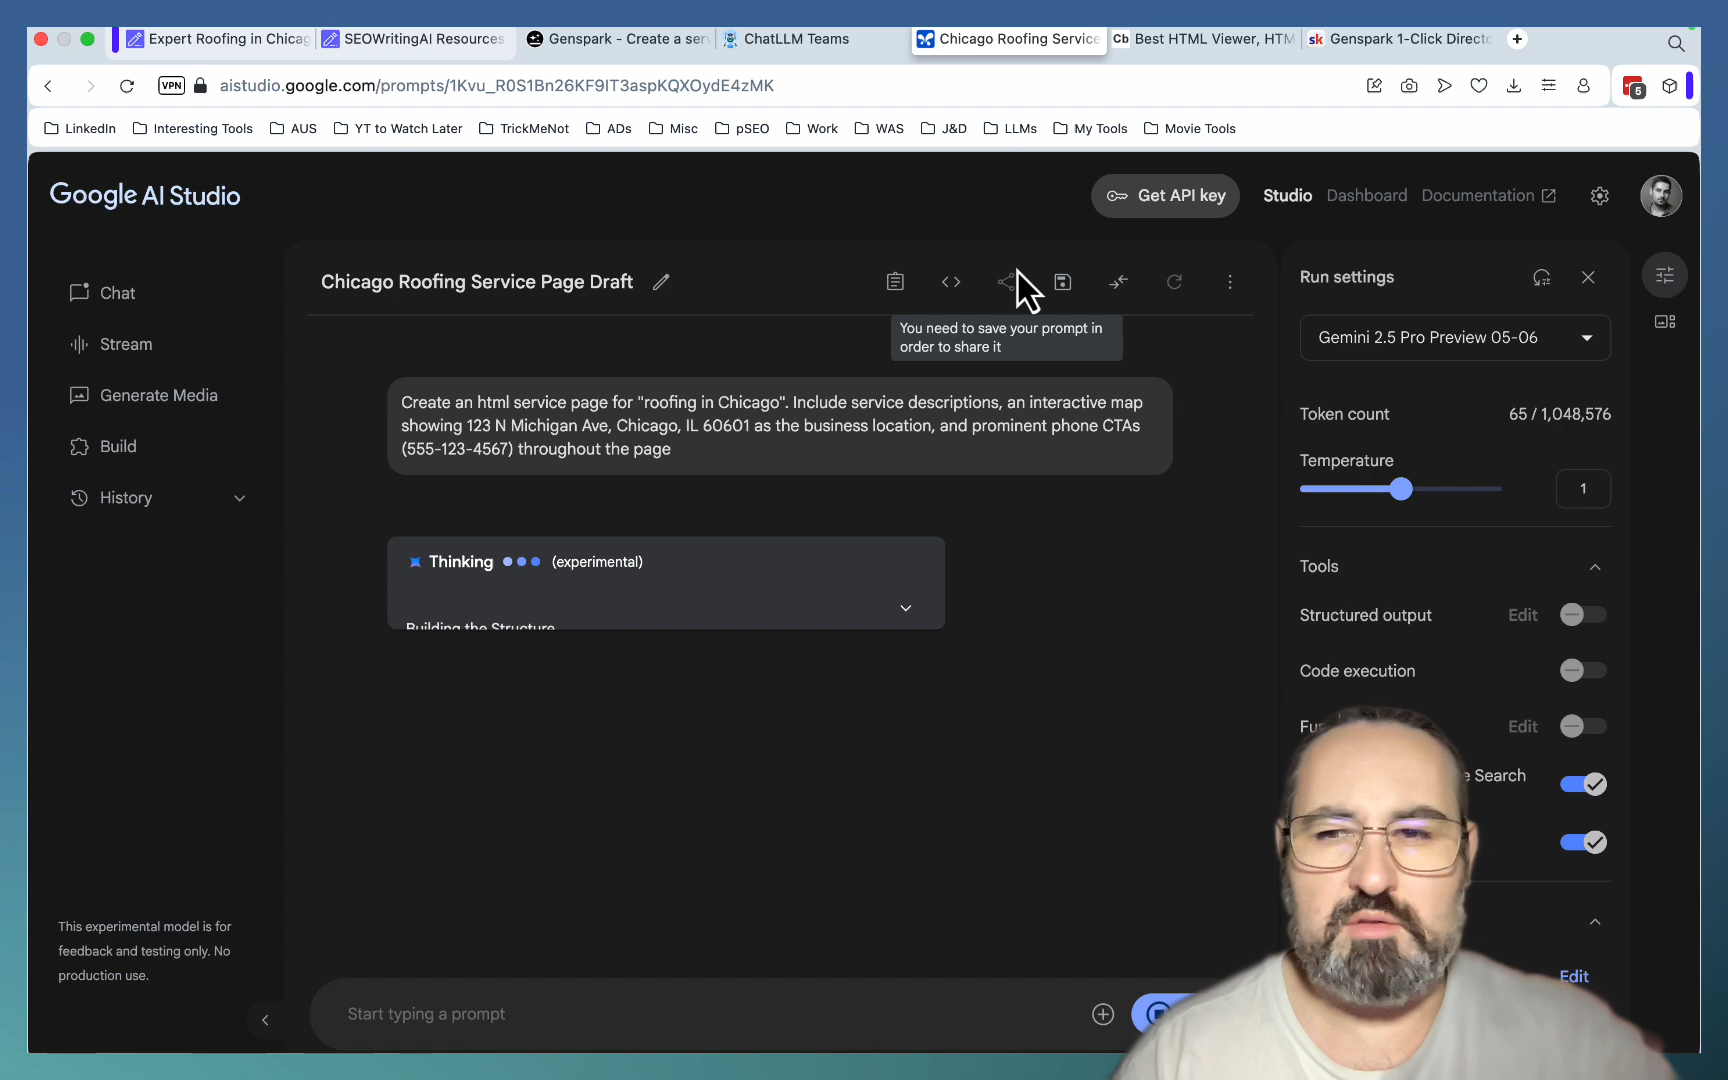 Expert Roofing in Chicag
SEOWritingAI Resources
Genspark - Create a ser
ChatLLM Teams
Chicago Roofing Service
Cb Best HTML Viewer, HTM
sk Genspark 1-Click Direct
VPN
aistudio.google.com/prompts/1Kvu_R0S1Bn26KF9IT3aspKQXOydE4zMK
5
LinkedIn
Interesting Tools
AUS
YT to Watch Later
TrickMeNot
ADs
Misc
pSEO
Work
WAS
J&D
LLMs
My Tools
Movie Tools
Google AI Studio
Get API key
Studio
Dashboard
Documentation
Chat
Stream
Generate Media
Build
History
This experimental model is for
feedback and testing only. No
production use.
Chicago Roofing Service Page Draft
You need to save your prompt in
order to share it
Create an html service page for "roofing in Chicago". Include service descriptions, an interactive map
showing 123 N Michigan Ave, Chicago, IL 60601 as the business location, and prominent phone CTAs
(555-123-4567) throughout the page
Thinking
(experimental)
Building the Structure
Start typing a prompt
Run settings
Gemini 2.5 Pro Preview 05-06
Token count
65 / 1,048,576
Temperature
1
Tools
Structured output
Edit
Code execution
Edit
Search
Edit